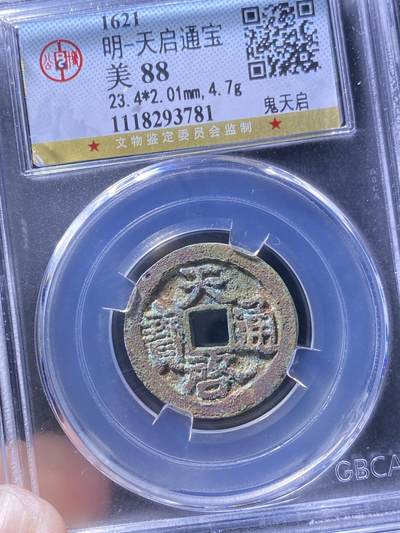 1621
明-天启通宝
美 88
23.4*2.01mm, 4.7g
1118293781
鬼天启
★ 文物鉴定委员会监制 ★
天啓通寶
GBCA